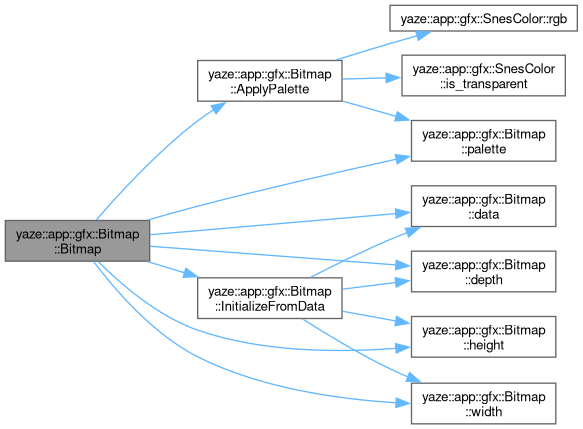 yaze::app::gfx::SnesColor::rgb
yaze::app::gfx::Bitmap
::ApplyPalette
yaze::app::gfx::SnesColor
::is_transparent
yaze::app::gfx::Bitmap
::palette
yaze::app::gfx::Bitmap
::data
yaze::app::gfx::Bitmap
::Bitmap
yaze::app::gfx::Bitmap
::depth
yaze::app::gfx::Bitmap
::InitializeFromData
yaze::app::gfx::Bitmap
::height
yaze::app::gfx::Bitmap
::width